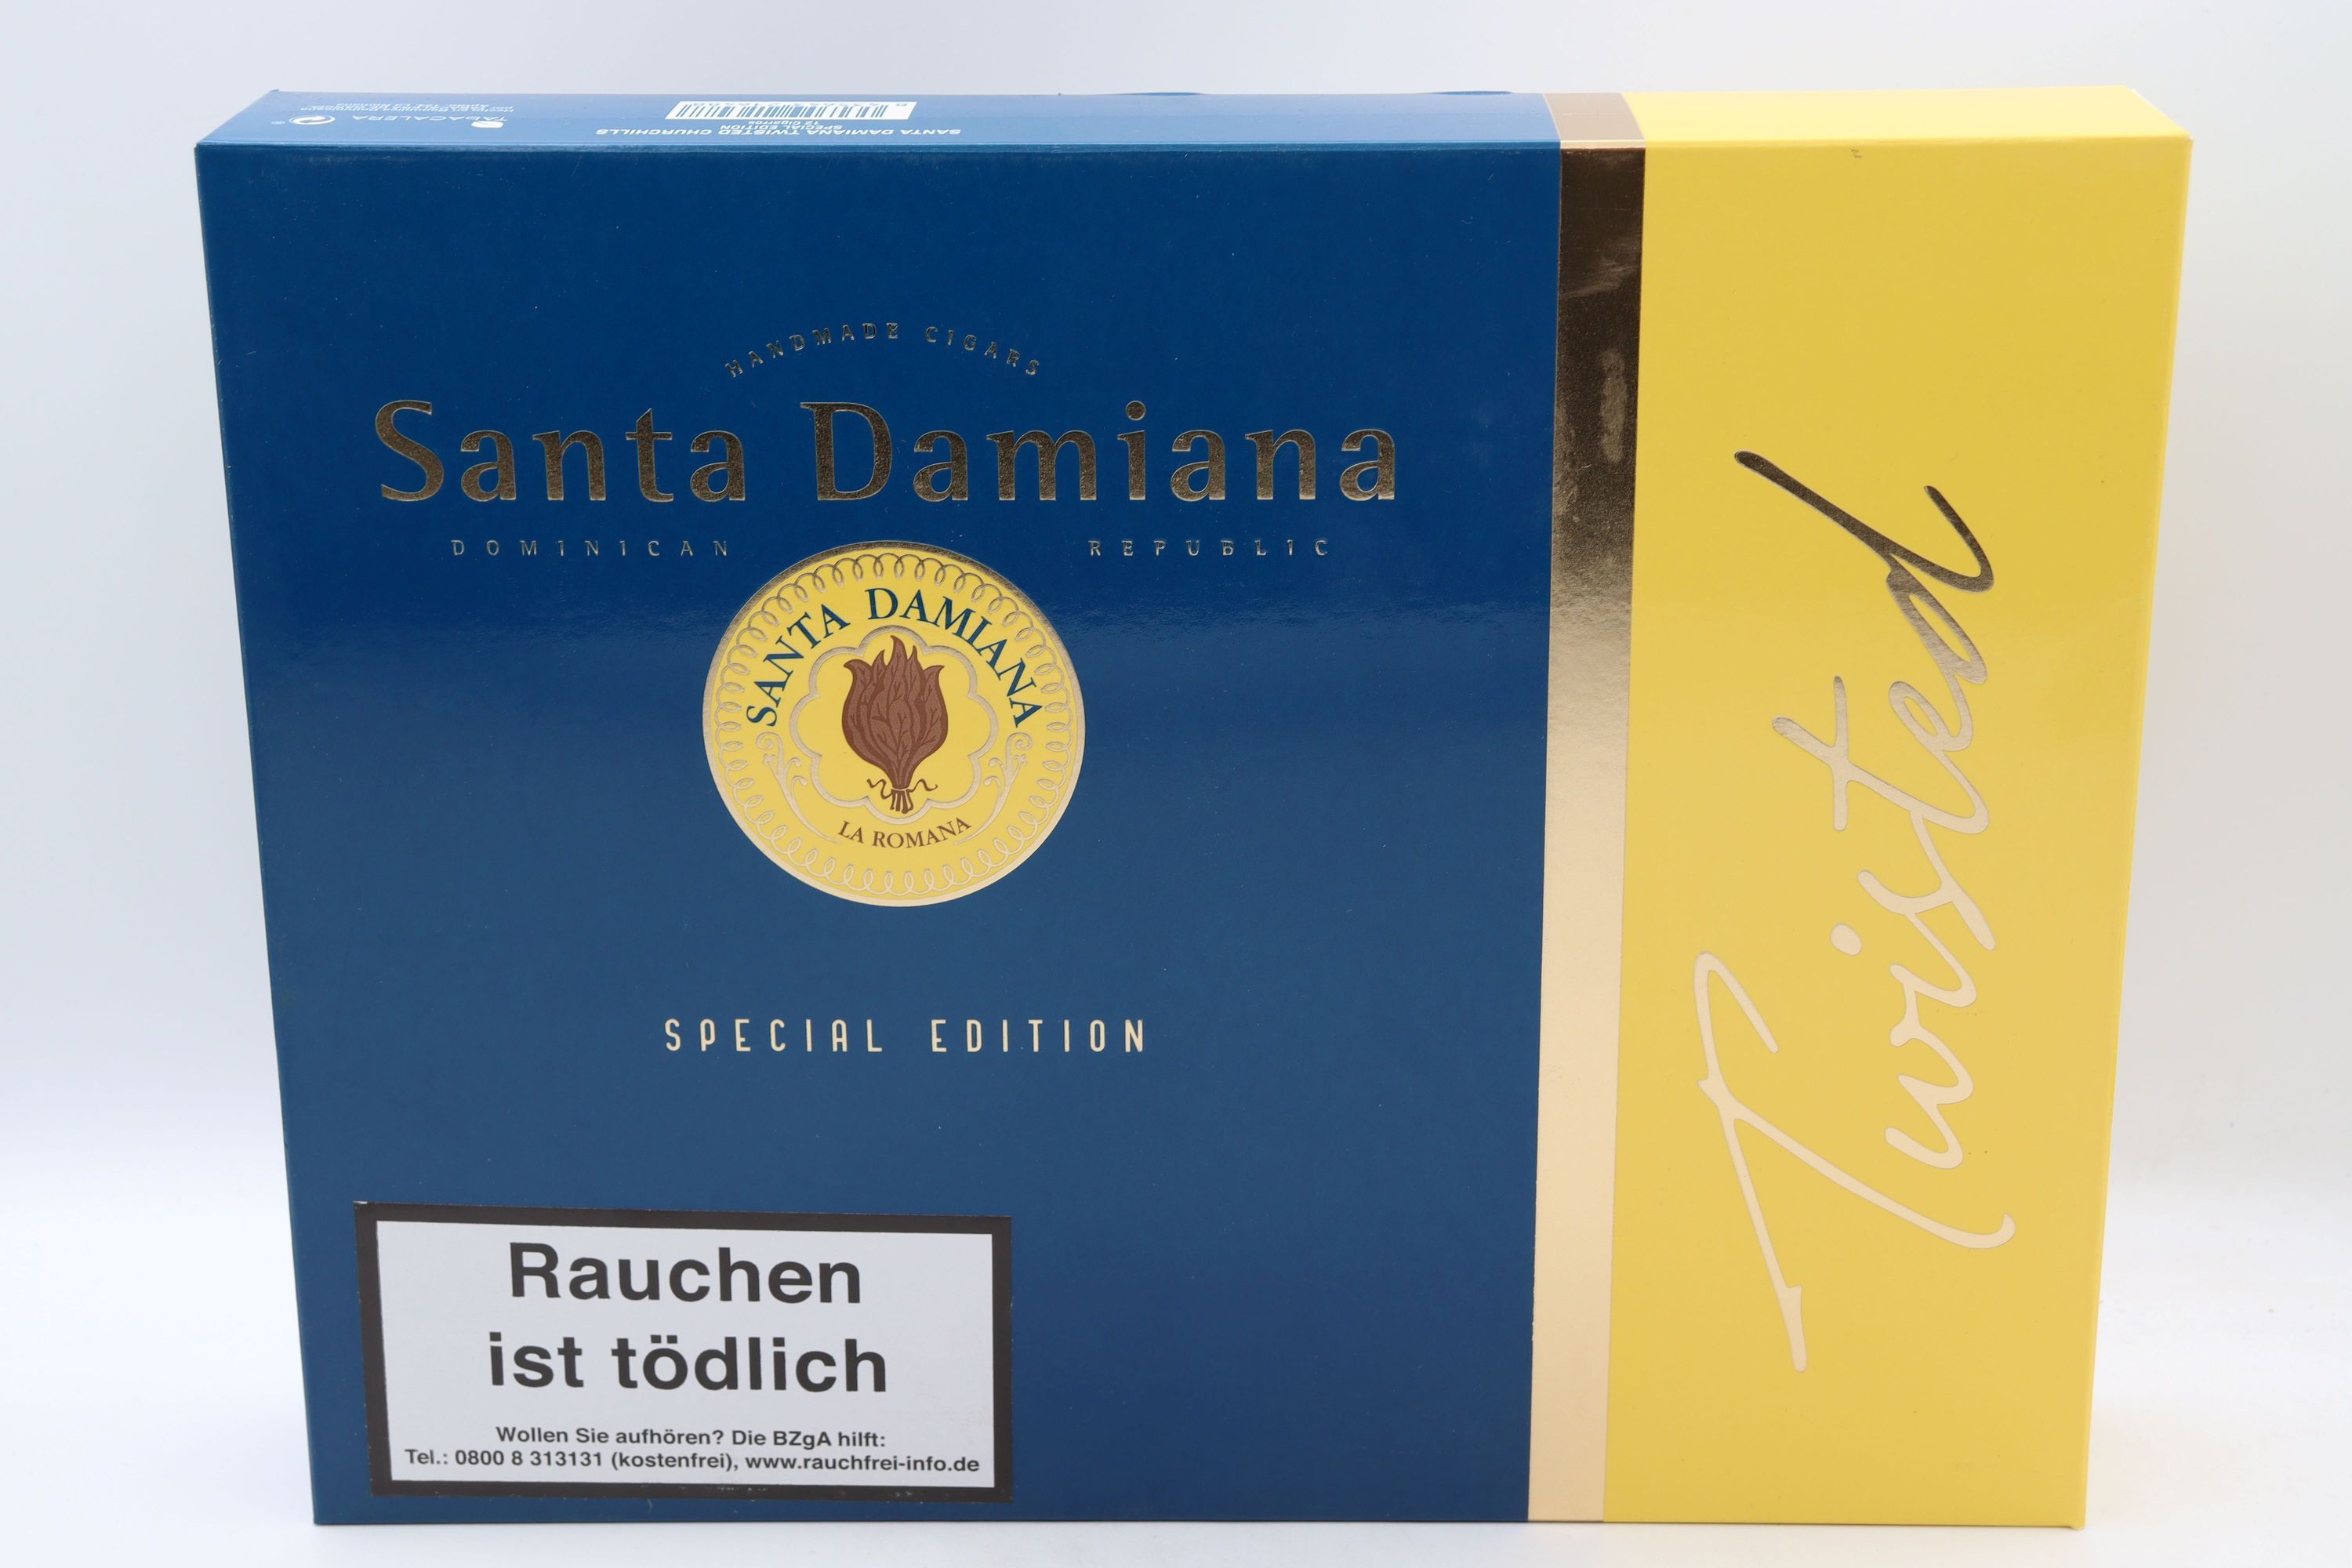 SANTA DAMIANA TWISTED CHURCHILLS
SPECIAL EDITION
12 Cigarros
TABACALERA
HANDMADE CIGARS
Santa Damiana
DOMINICAN REPUBLIC
SANTA DAMIANA
LA ROMANA
SPECIAL EDITION
Twisted
Rauchen
ist tödlich
Wollen Sie aufhören? Die BZgA hilft:
Tel.: 0800 8 313131 (kostenfrei), www.rauchfrei-info.de